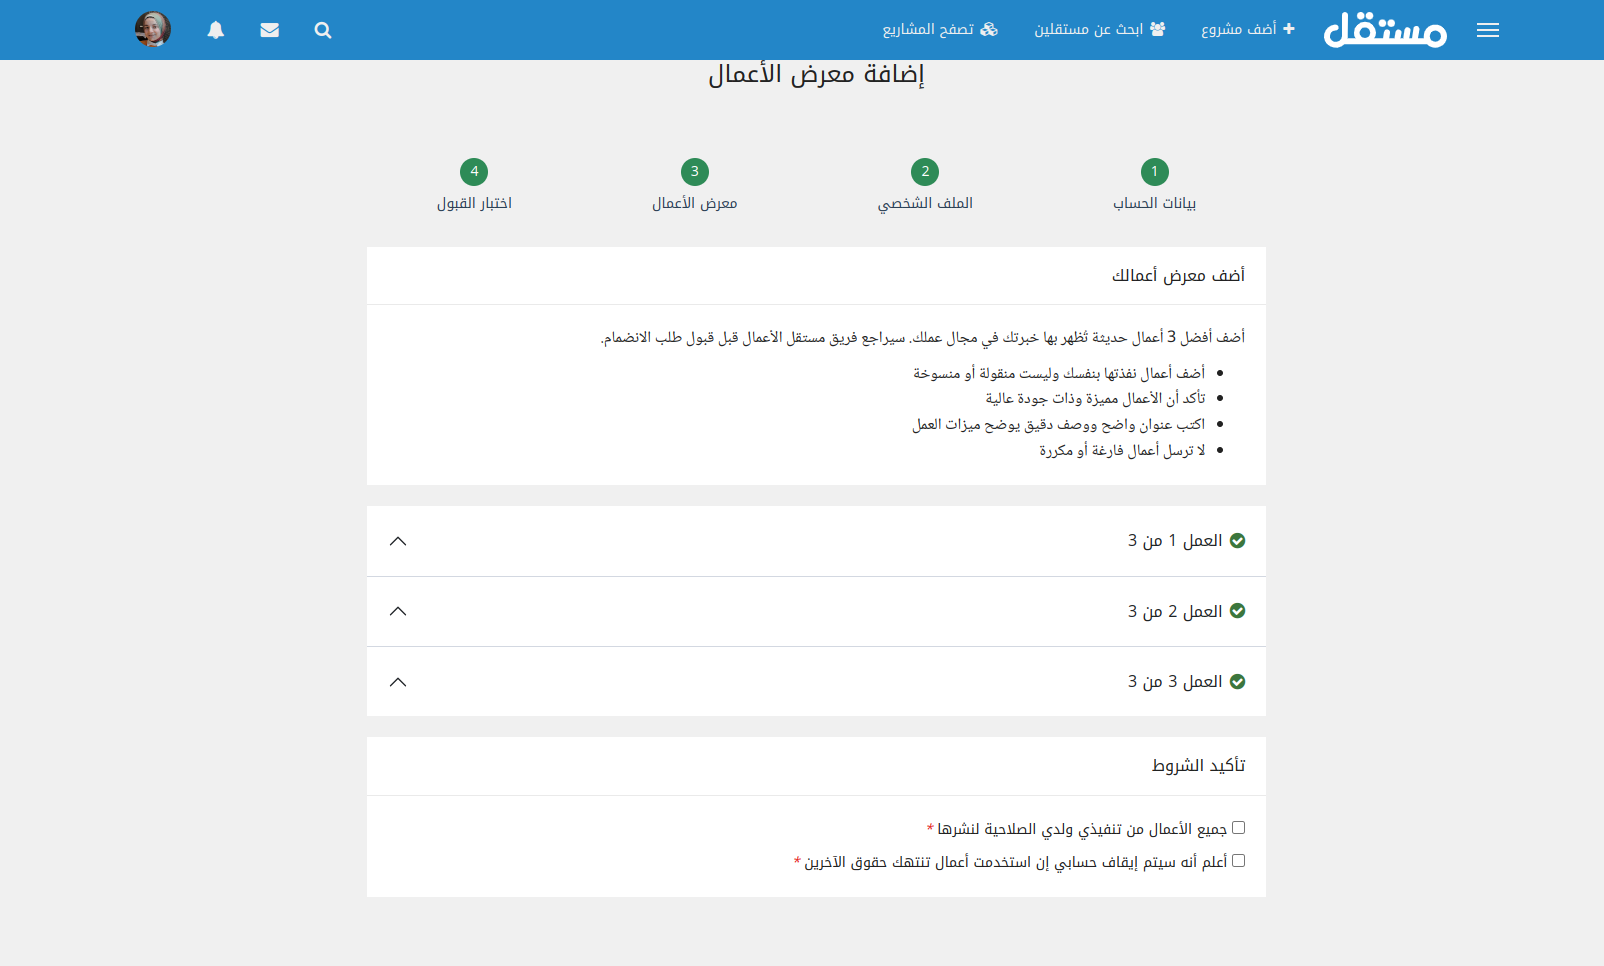 مستقل
أضف مشروع
ابحث عن مستقلين
تصفح المشاريع
إضافة معرض الأعمال
1
بيانات الحساب
2
الملف الشخصي
3
معرض الأعمال
4
اختبار القبول
أضف معرض أعمالك
أضف أفضل 3 أعمال حديثة تُظهر بها خبرتك في مجال عملك. سيراجع فريق مستقل الأعمال قبل قبول طلب الانضمام.
أضف أعمال نفذتها بنفسك وليست منقولة أو منسوخة
تأكد أن الأعمال مميزة وذات جودة عالية
اكتب عنوان واضح ووصف دقيق يوضح ميزات العمل
لا ترسل أعمال فارغة أو مكررة
العمل 1 من 3
العمل 2 من 3
العمل 3 من 3
تأكيد الشروط
جميع الأعمال من تنفيذي ولدي الصلاحية لنشرها *
أعلم أنه سيتم إيقاف حسابي إن استخدمت أعمال تنتهك حقوق الآخرين *